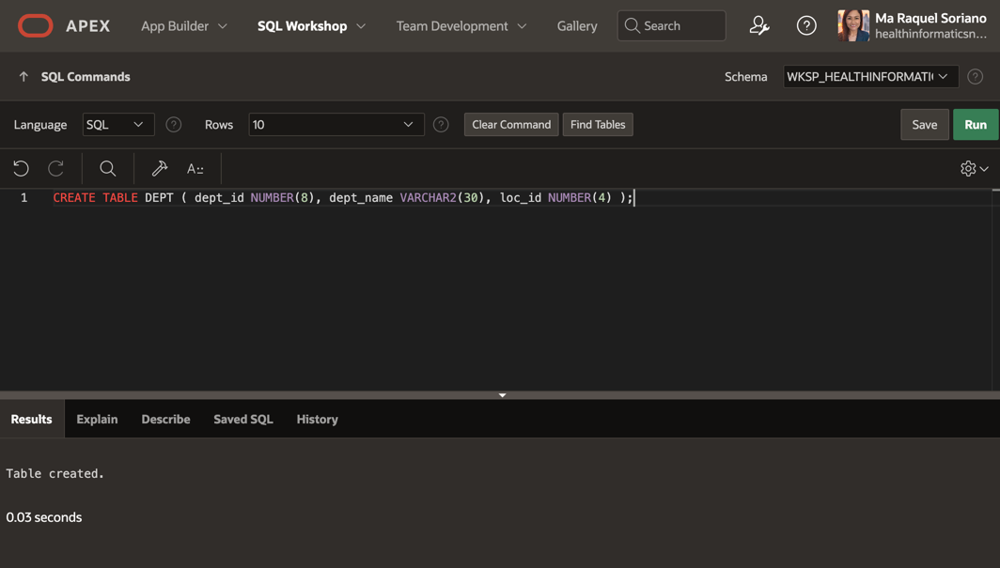 APEX App Builder SQL Workshop Team Development Gallery Search ? Ma Raquel Soriano
healthinformaticsn...
SQL Commands Schema WKSP_HEALTHINFORMATI ?
Language SQL ? Rows 10 ? Clear Command Find Tables Save Run
A::
1 CREATE TABLE DEPT ( dept_id NUMBER(8), dept_name VARCHAR2(30), loc_id NUMBER(4) );
Results Explain Describe Saved SQL History
Table created.
0.03 seconds